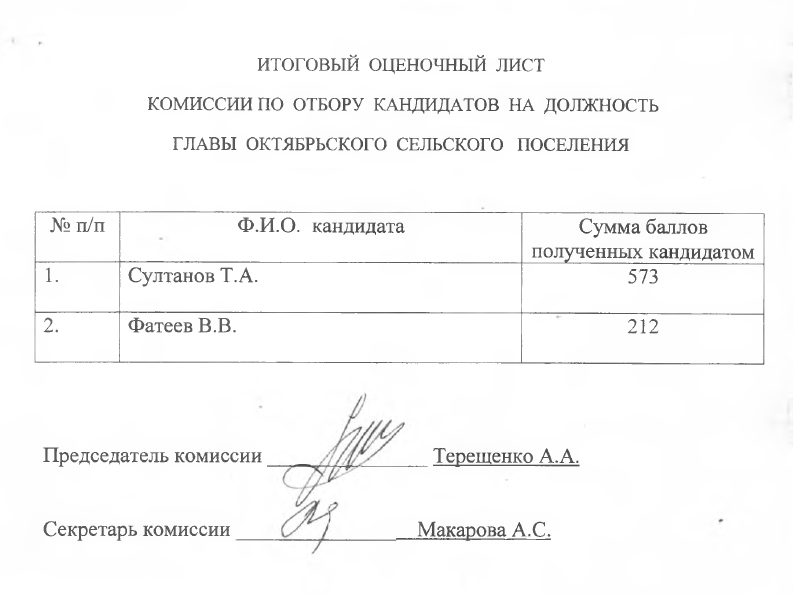 ИТОГОВЫЙ ОЦЕНОЧНЫЙ ЛИСТ
КОМИССИИ ПО ОТБОРУ КАНДИДАТОВ НА ДОЛЖНОСТЬ
ГЛАВЫ ОКТЯБРЬСКОГО СЕЛЬСКОГО ПОСЕЛЕНИЯ
№ п/п Ф.И.О. кандидата Сумма баллов
полученных кандидатом
1. Султанов Т.А. 573
2. Фатеев В.В. 212
Председатель комиссии Терещенко А.А.
Секретарь комиссии Макарова А.С.